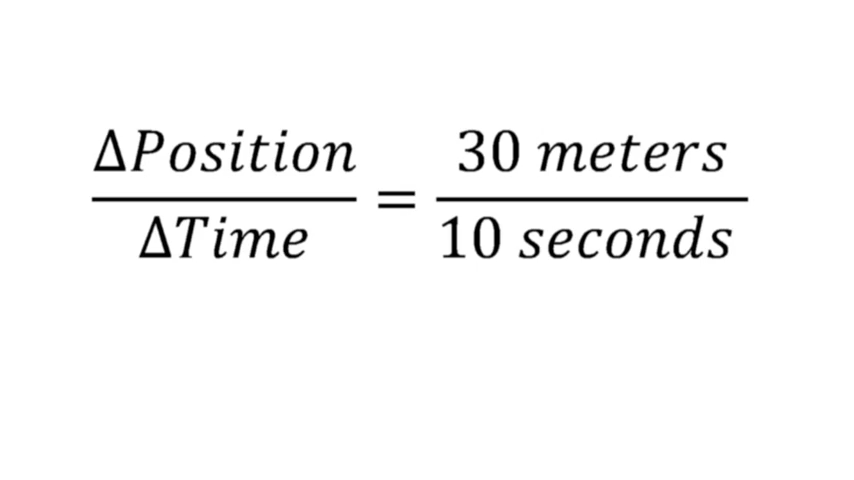 ΔPosition / ΔTime = 30 meters / 10 seconds